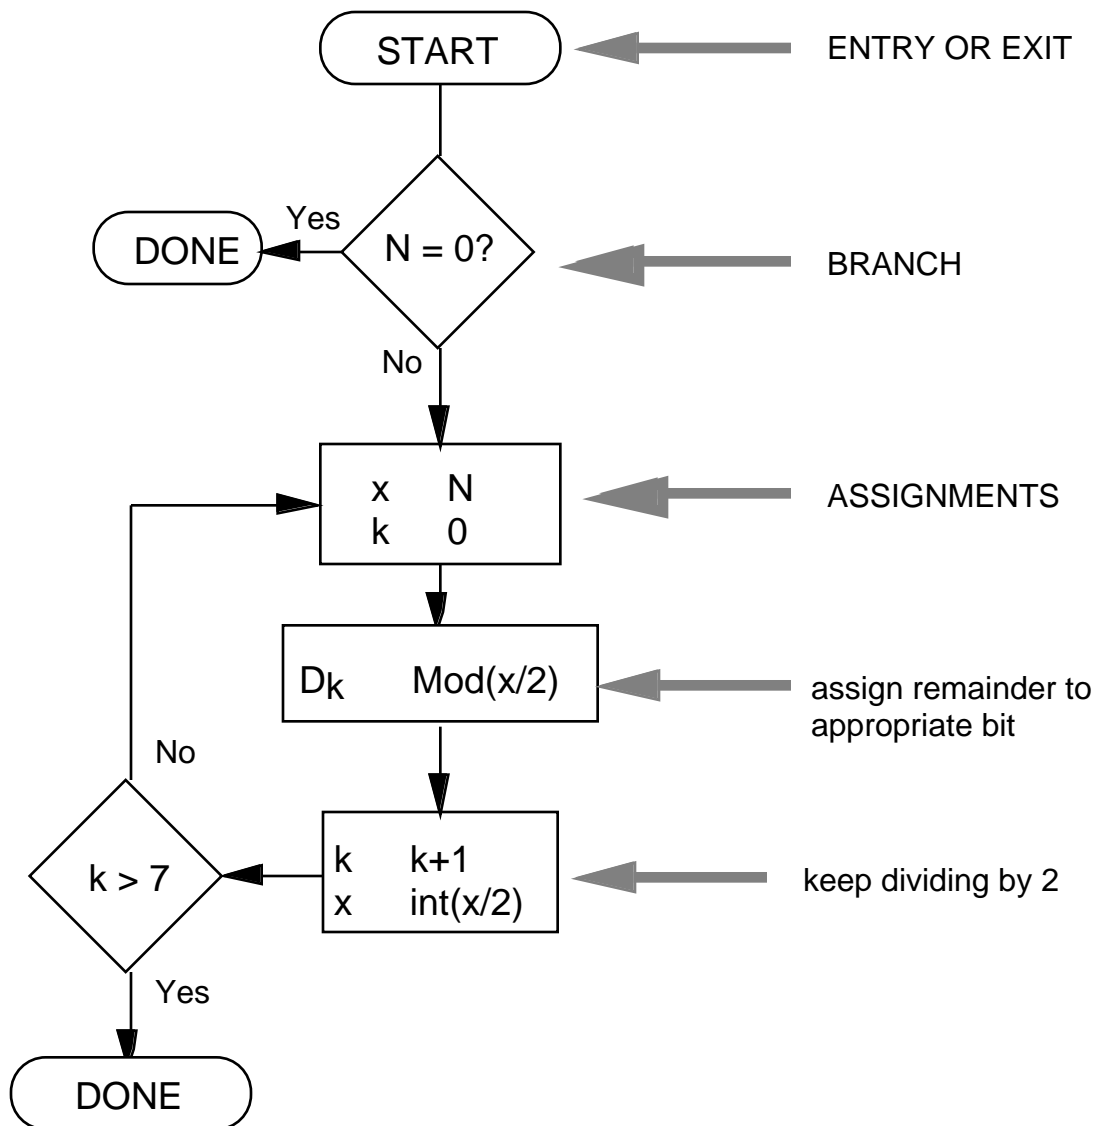 START
ENTRY OR EXIT
Yes
DONE
N = 0?
BRANCH
No
x N
k 0
ASSIGNMENTS
Dk Mod(x/2)
assign remainder to
appropriate bit
No
k > 7
k k+1
x int(x/2)
keep dividing by 2
Yes
DONE